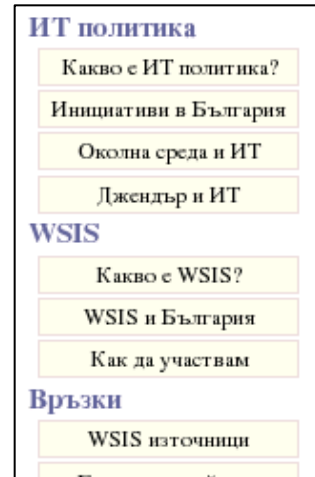 ИТ политика
Какво е ИТ политика?
Инициативи в България
Околна среда и ИТ
Джендър и ИТ
WSIS
Какво е WSIS?
WSIS и България
Как да участвам
Връзки
WSIS източници